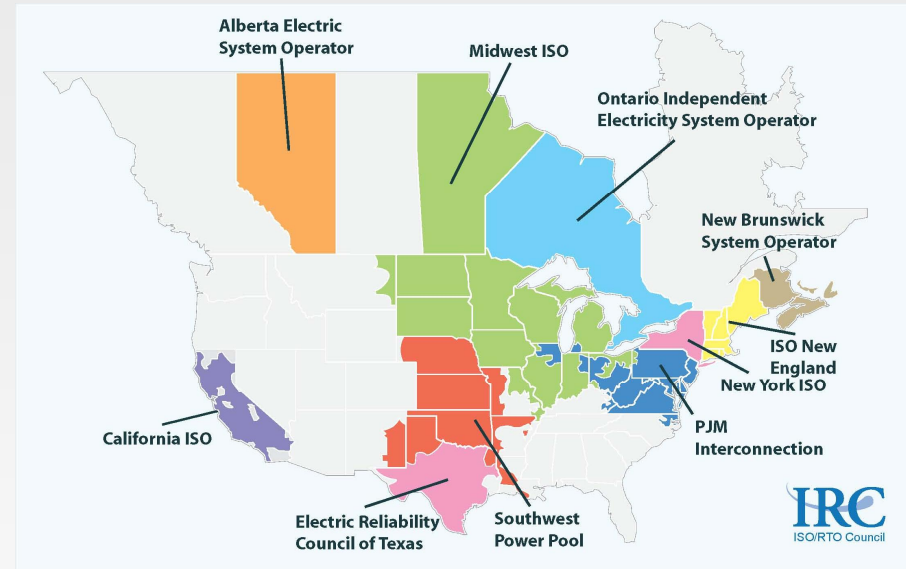 Alberta Electric
System Operator
Midwest ISO
Ontario Independent
Electricity System Operator
New Brunswick
System Operator
ISO New
England
New York ISO
PJM
Interconnection
California ISO
Electric Reliability
Council of Texas
Southwest
Power Pool
IRC
ISO/RTO Council